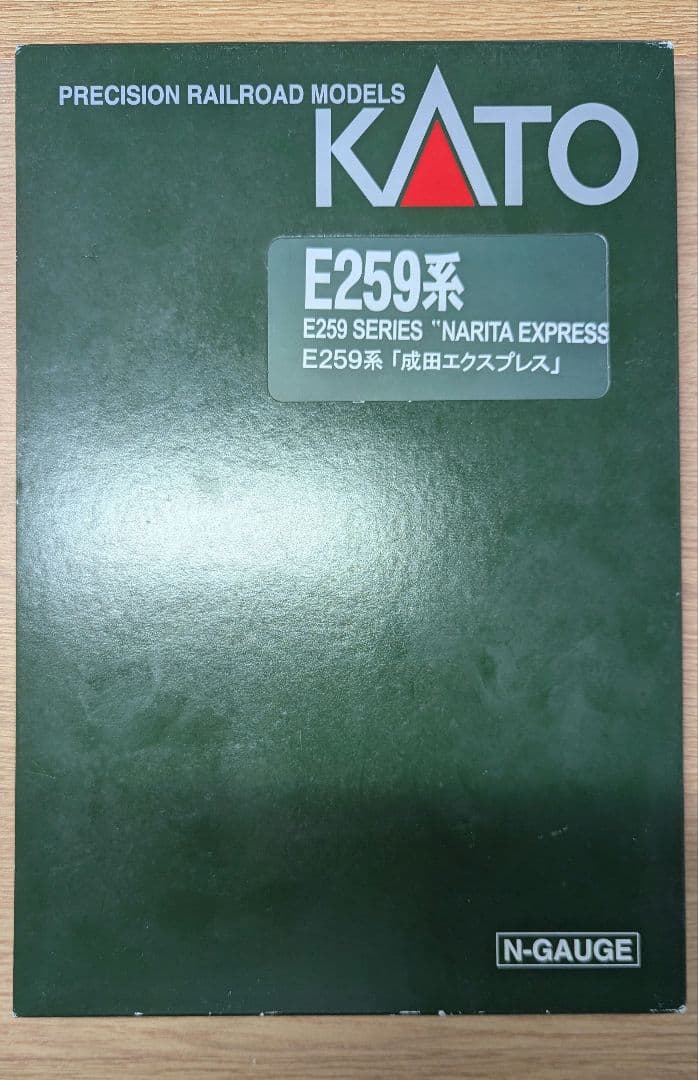 PRECISION RAILROAD MODELS
KATO
E259系
E259 SERIES “NARITA EXPRESS
E259系「成田エクスプレス」
N-GAUGE